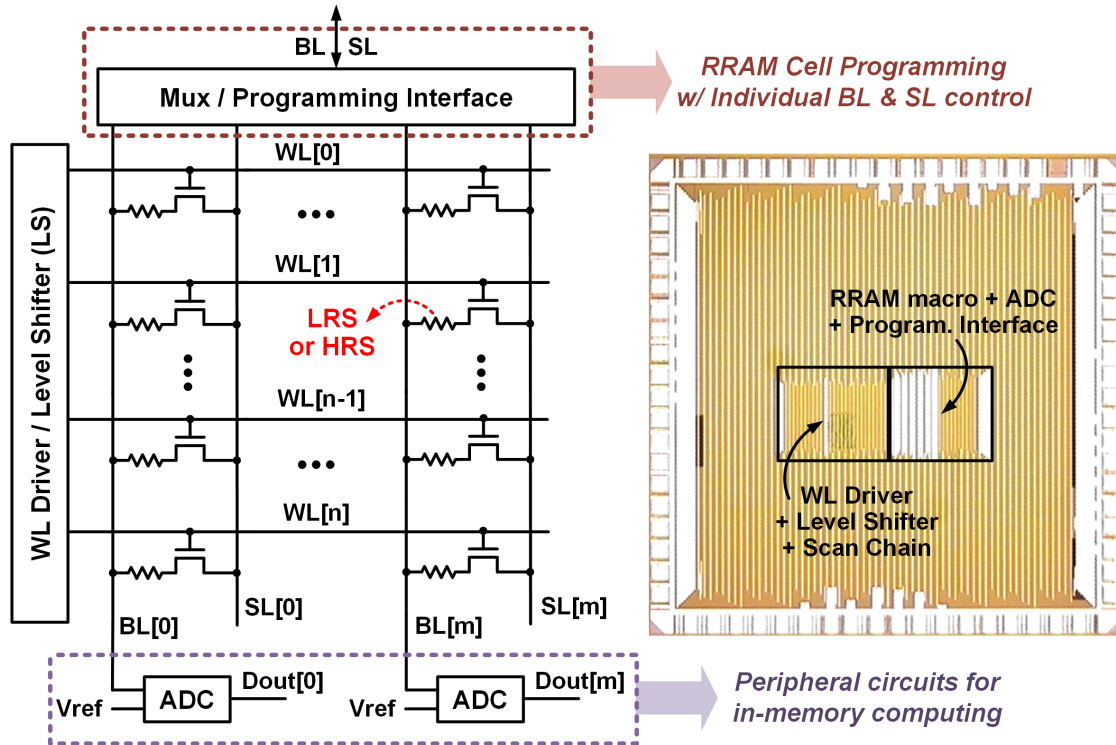 BL SL
Mux / Programming Interface
RRAM Cell Programming
w/ Individual BL & SL control
WL Driver / Level Shifter (LS)
WL[0]
•••
WL[1]
LRS
or HRS
WL[n-1]
•••
WL[n]
SL[0]
SL[m]
BL[0]
BL[m]
Vref
ADC
Dout[0]
Vref
ADC
Dout[m]
RRAM macro + ADC
+ Program. Interface
WL Driver
+ Level Shifter
+ Scan Chain
Peripheral circuits for
in-memory computing